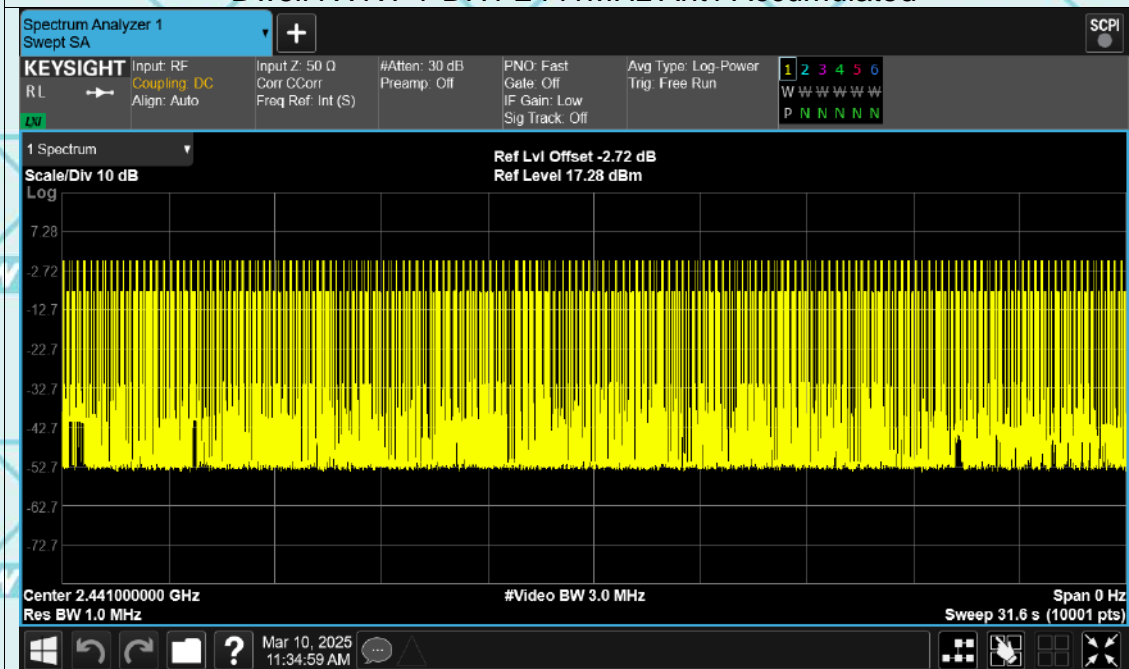 Spectrum Analyzer 1
Swept SA
+
SCPI
KEYSIGHT
RL
LXI
Input: RF
Coupling: DC
Align: Auto
Input Z: 50 Ω
Corr CCorr
Freq Ref: Int (S)
#Atten: 30 dB
Preamp: Off
PNO: Fast
Gate: Off
IF Gain: Low
Sig Track: Off
Avg Type: Log-Power
Trig: Free Run
1 2 3 4 5 6
W W W W W W
P N N N N N
1 Spectrum
Scale/Div 10 dB
Log
Ref Lvl Offset -2.72 dB
Ref Level 17.28 dBm
7.28
-2.72
-12.7
-22.7
-32.7
-42.7
-52.7
-62.7
-72.7
Center 2.441000000 GHz
Res BW 1.0 MHz
#Video BW 3.0 MHz
Span 0 Hz
Sweep 31.6 s (10001 pts)
?
Mar 10, 2025
11:34:59 AM